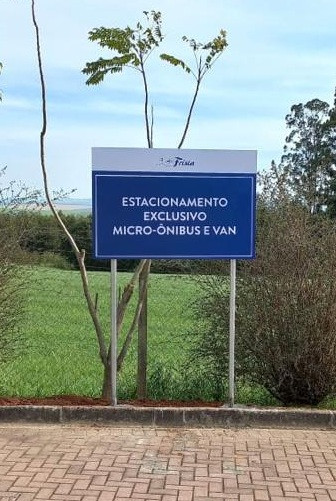 Frísia
ESTACIONAMENTO
EXCLUSIVO
MICRO-ÔNIBUS E VAN